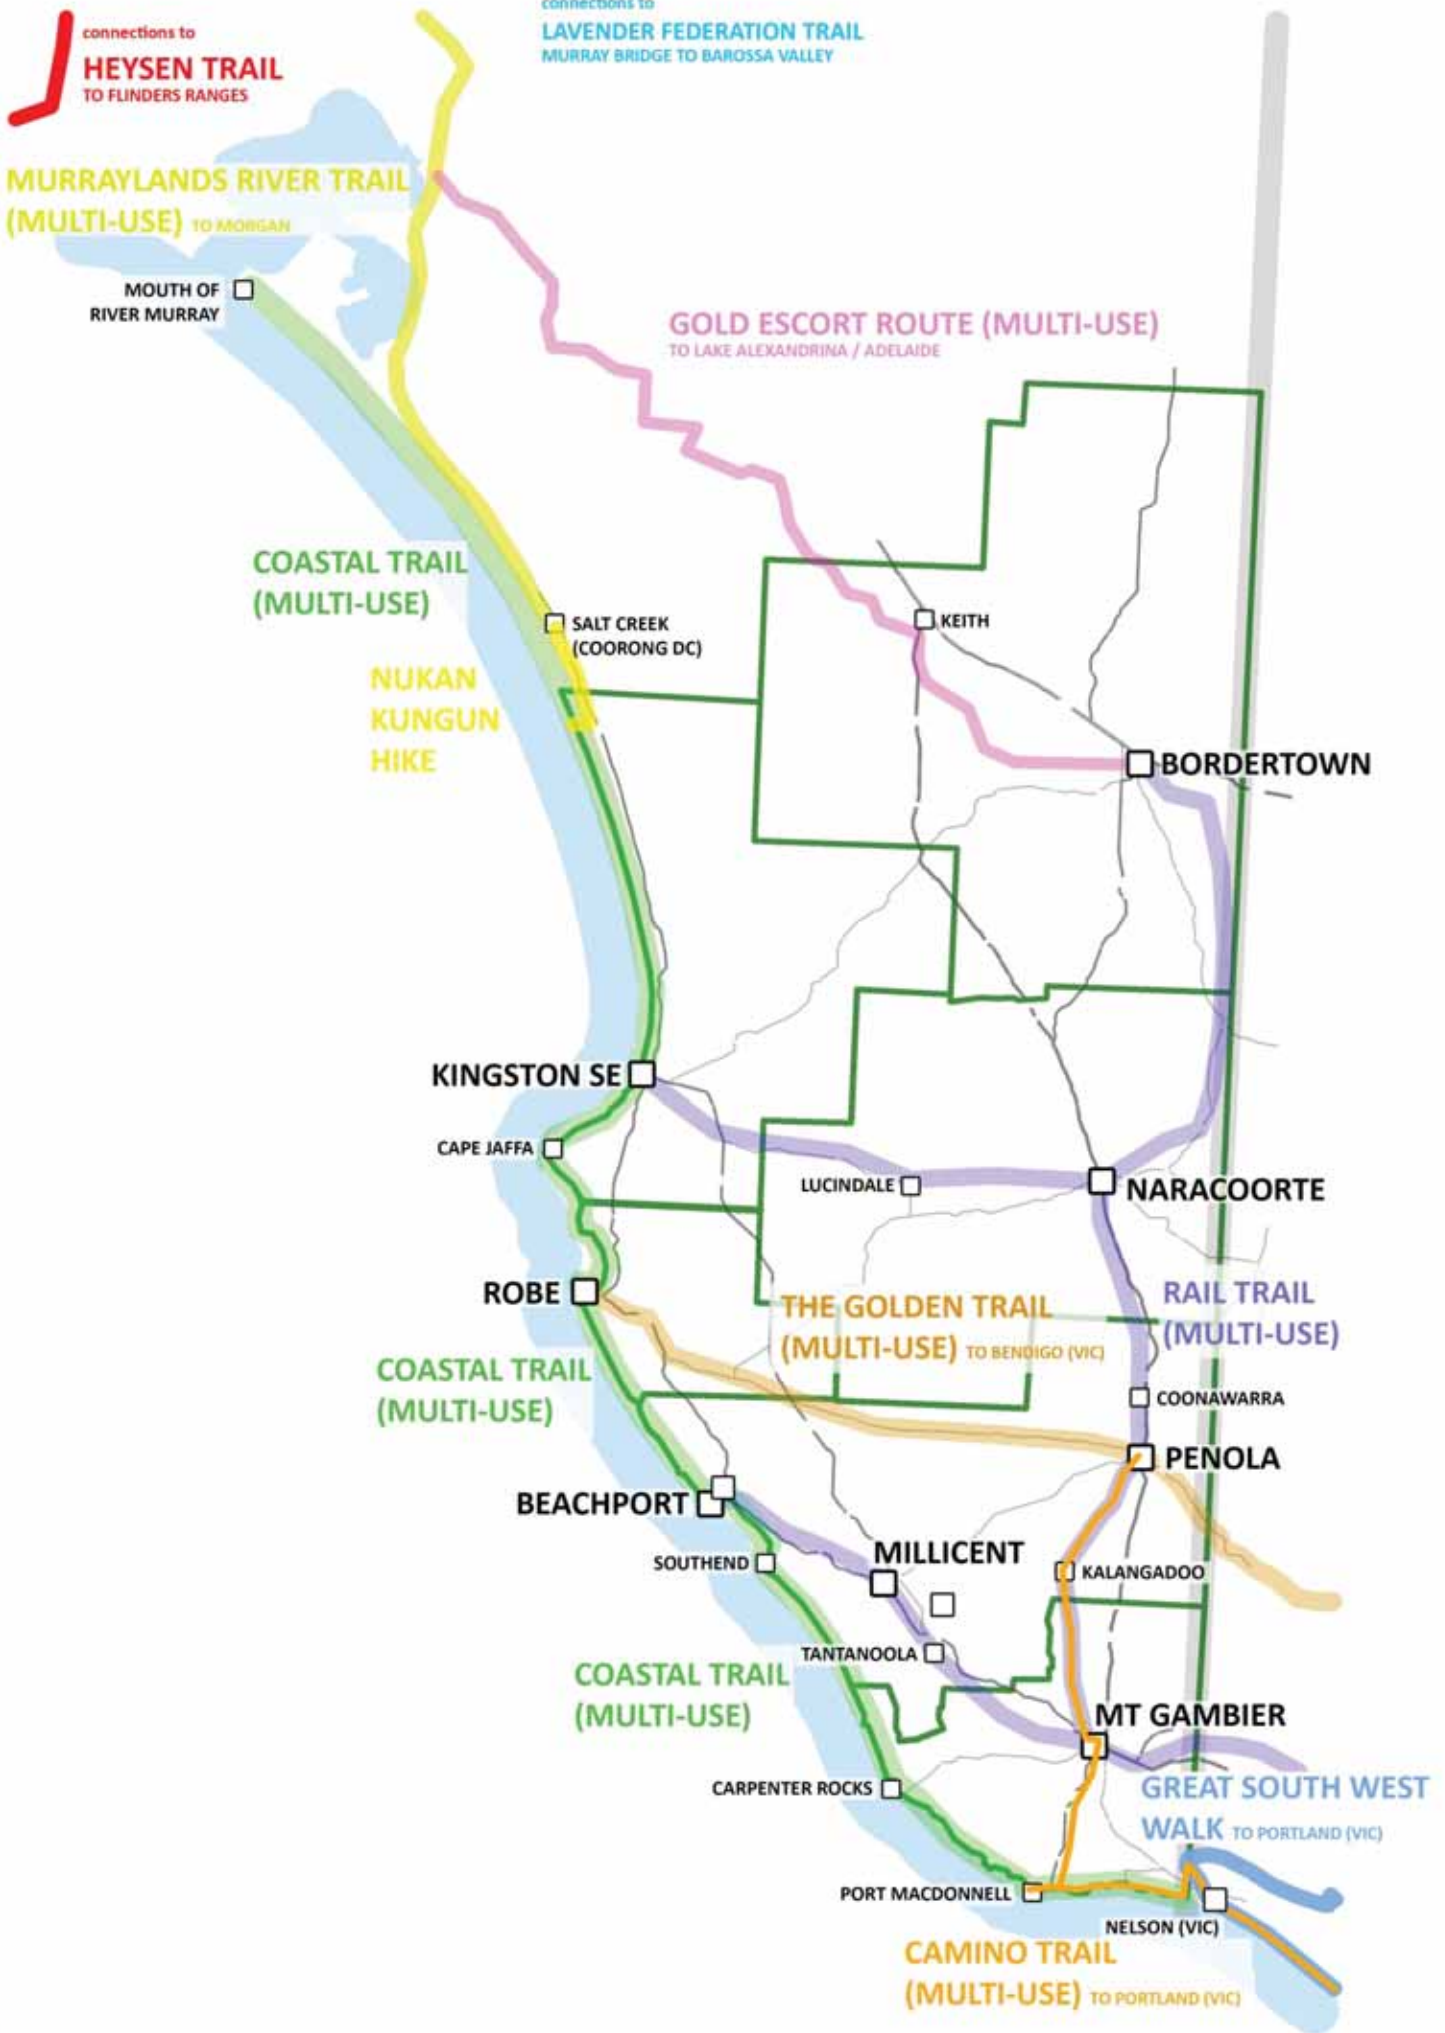 connections to
HEYSEN TRAIL
TO FLINDERS RANGES
connections to
LAVENDER FEDERATION TRAIL
MURRAY BRIDGE TO BAROSSA VALLEY
MURRAYLANDS RIVER TRAIL
(MULTI-USE) TO MORGAN
MOUTH OF
RIVER MURRAY
GOLD ESCORT ROUTE (MULTI-USE)
TO LAKE ALEXANDRINA / ADELAIDE
COASTAL TRAIL
(MULTI-USE)
SALT CREEK
(COORONG DC)
KEITH
NUKAN
KUNGUN
HIKE
BORDERTOWN
KINGSTON SE
CAPE JAFFA
LUCINDALE
NARACOORTE
ROBE
THE GOLDEN TRAIL
(MULTI-USE) TO BENDIGO (VIC)
RAIL TRAIL
(MULTI-USE)
COASTAL TRAIL
(MULTI-USE)
COONAWARRA
PENOLA
BEACHPORT
MILLICENT
SOUTHEND
KALANGADOO
TANTANOOLA
COASTAL TRAIL
(MULTI-USE)
MT GAMBIER
CARPENTER ROCKS
GREAT SOUTH WEST
WALK TO PORTLAND (VIC)
PORT MACDONNELL
NELSON (VIC)
CAMINO TRAIL
(MULTI-USE) TO PORTLAND (VIC)